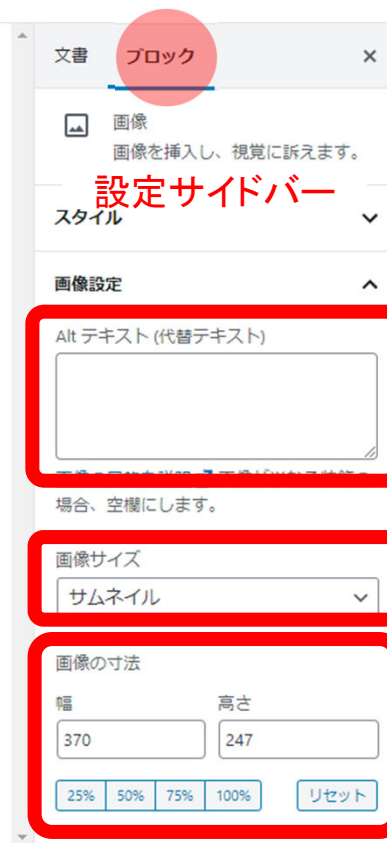 文書 ブロック ×
画像
画像を挿入し、視覚に訴えます。
設定サイドバー
スタイル
画像設定
Alt テキスト (代替テキスト)
場合、空欄にします。
画像サイズ
サムネイル
画像の寸法
幅 高さ
370 247
25% 50% 75% 100% リセット